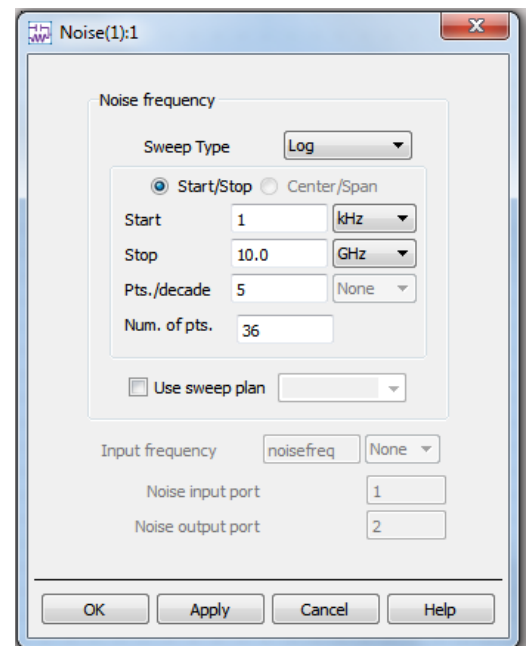 Noise(1):1
Noise frequency
Sweep Type Log
Start/Stop Center/Span
Start 1 kHz
Stop 10.0 GHz
Pts./decade 5 None
Num. of pts. 36
Use sweep plan
Input frequency noisefreq None
Noise input port 1
Noise output port 2
OK Apply Cancel Help